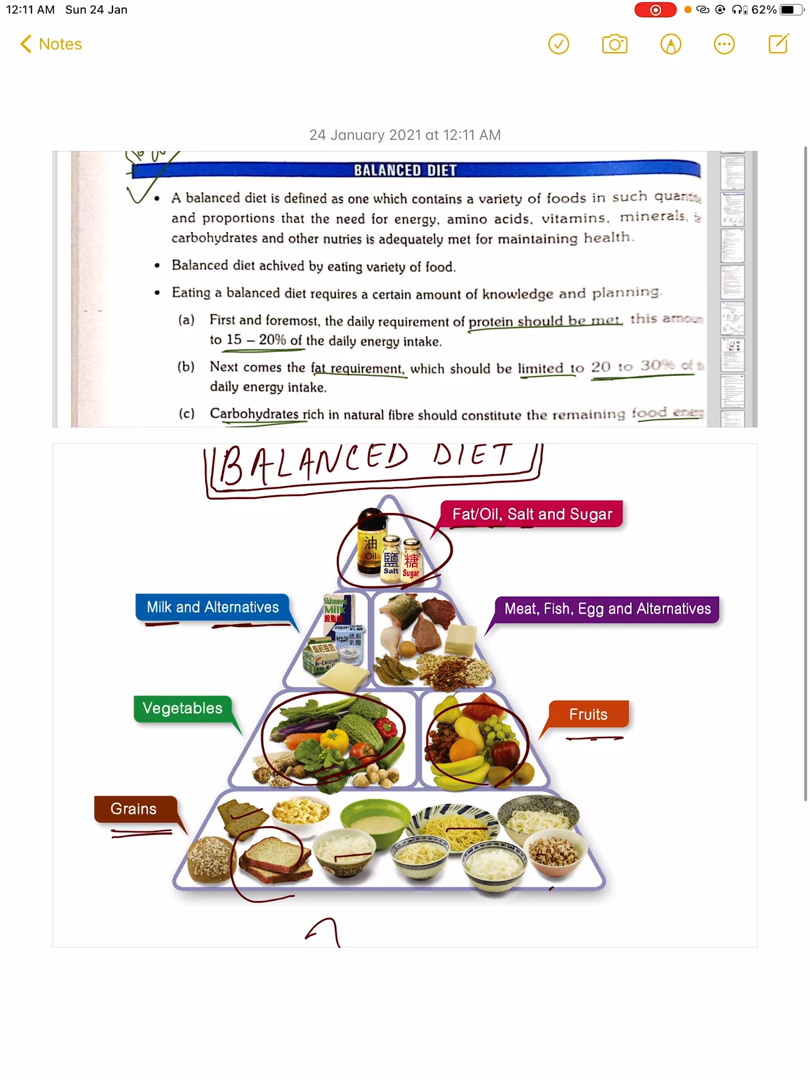 12:11 AM Sun 24 Jan
62%
Notes
24 January 2021 at 12:11 AM
BALANCED DIET
• A balanced diet is defined as one which contains a variety of foods in such
and proportions that the need for energy, amino acids, vitamins, minerals,
carbohydrates and other nutries is adequately met for maintaining health.
• Balanced diet achived by eating variety of food.
• Eating a balanced diet requires a certain amount of knowledge and planning.
(a) First and foremost, the daily requirement of protein should be met, this
to 15 – 20% of the daily energy intake.
(b) Next comes the fat requirement, which should be limited to 20 to 30% of
daily energy intake.
(c) Carbohydrates rich in natural fibre should constitute the remaining food
BALANCED DIET
Fat/Oil, Salt and Sugar
油
Oil
鹽
Salt
糖
Sugar
Milk and Alternatives
MILK
Meat, Fish, Egg and Alternatives
Vegetables
Fruits
Grains